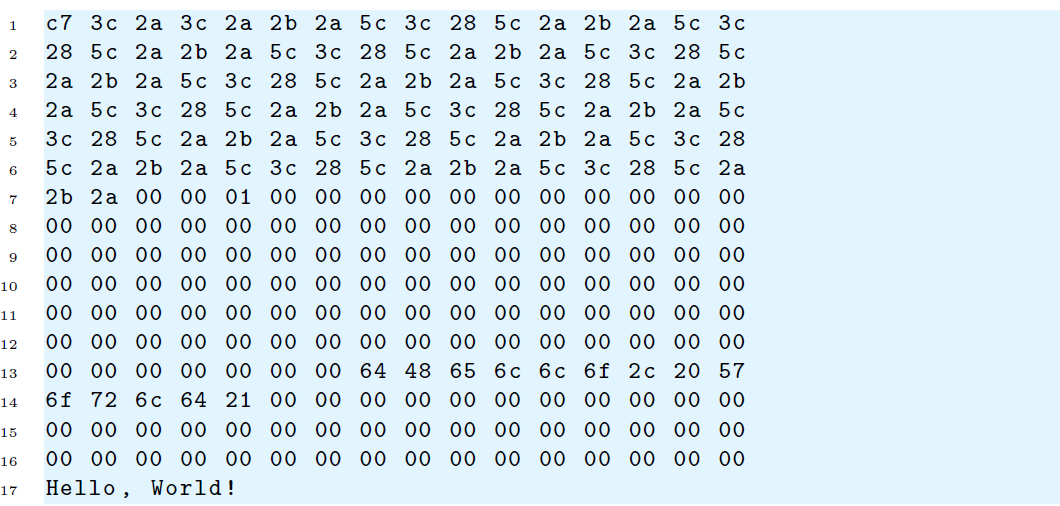 1 c7 3c 2a 3c 2a 2b 2a 5c 3c 28 5c 2a 2b 2a 5c 3c
2 28 5c 2a 2b 2a 5c 3c 28 5c 2a 2b 2a 5c 3c 28 5c
3 2a 2b 2a 5c 3c 28 5c 2a 2b 2a 5c 3c 28 5c 2a 2b
4 2a 5c 3c 28 5c 2a 2b 2a 5c 3c 28 5c 2a 2b 2a 5c
5 3c 28 5c 2a 2b 2a 5c 3c 28 5c 2a 2b 2a 5c 3c 28
6 5c 2a 2b 2a 5c 3c 28 5c 2a 2b 2a 5c 3c 28 5c 2a
7 2b 2a 00 00 01 00 00 00 00 00 00 00 00 00 00 00
8 00 00 00 00 00 00 00 00 00 00 00 00 00 00 00 00
9 00 00 00 00 00 00 00 00 00 00 00 00 00 00 00 00
10 00 00 00 00 00 00 00 00 00 00 00 00 00 00 00 00
11 00 00 00 00 00 00 00 00 00 00 00 00 00 00 00 00
12 00 00 00 00 00 00 00 00 00 00 00 00 00 00 00 00
13 00 00 00 00 00 00 00 64 48 65 6c 6c 6f 2c 20 57
14 6f 72 6c 64 21 00 00 00 00 00 00 00 00 00 00 00
15 00 00 00 00 00 00 00 00 00 00 00 00 00 00 00 00
16 00 00 00 00 00 00 00 00 00 00 00 00 00 00 00 00
17 Hello, World!